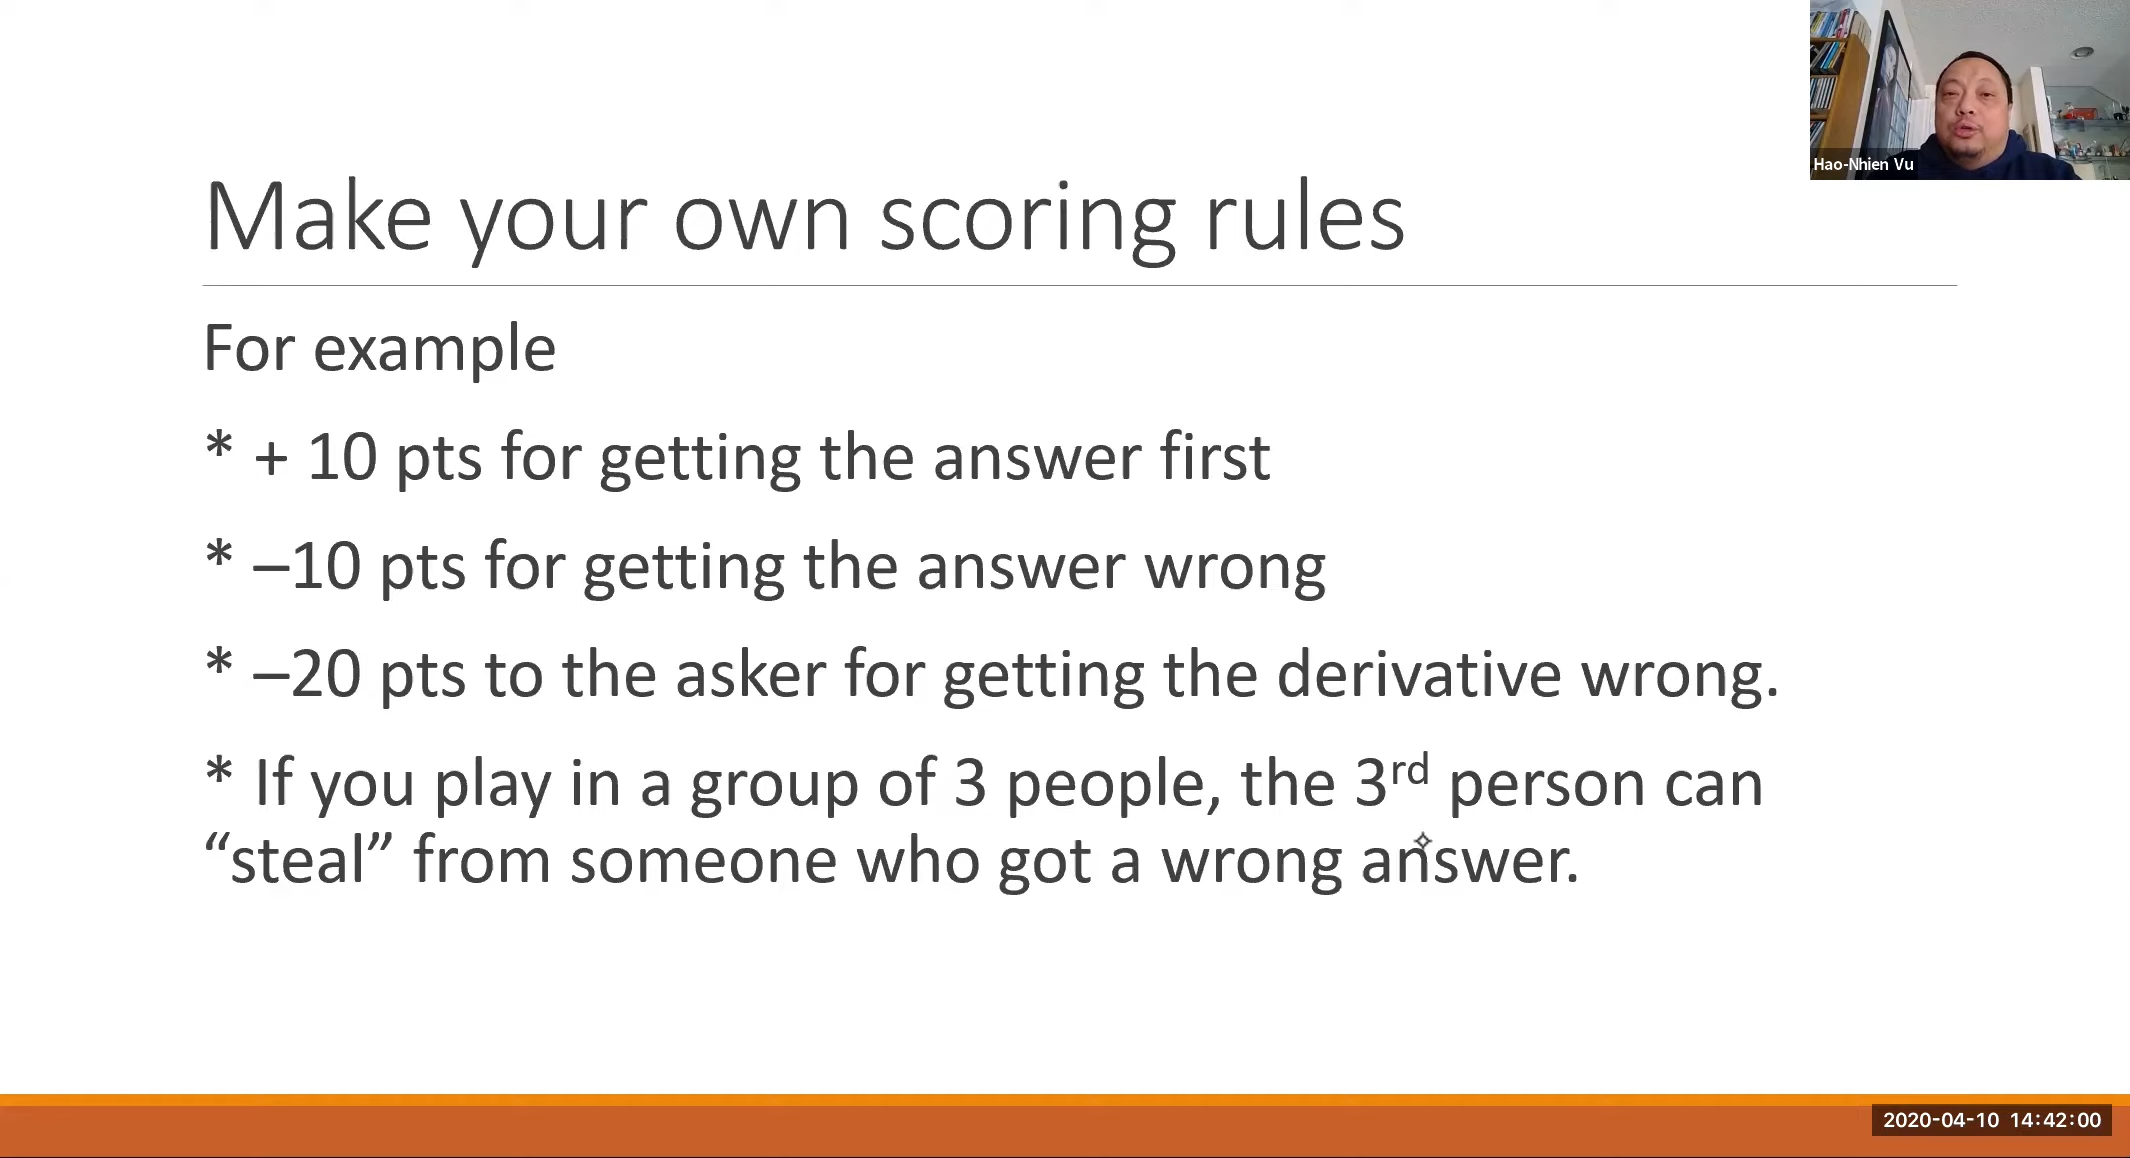 Hao-Nhien Vu
Make your own scoring rules
For example
* + 10 pts for getting the answer first
* –10 pts for getting the answer wrong
* –20 pts to the asker for getting the derivative wrong.
* If you play in a group of 3 people, the 3rd person can
“steal” from someone who got a wrong answer.
2020-04-10 14:42:00